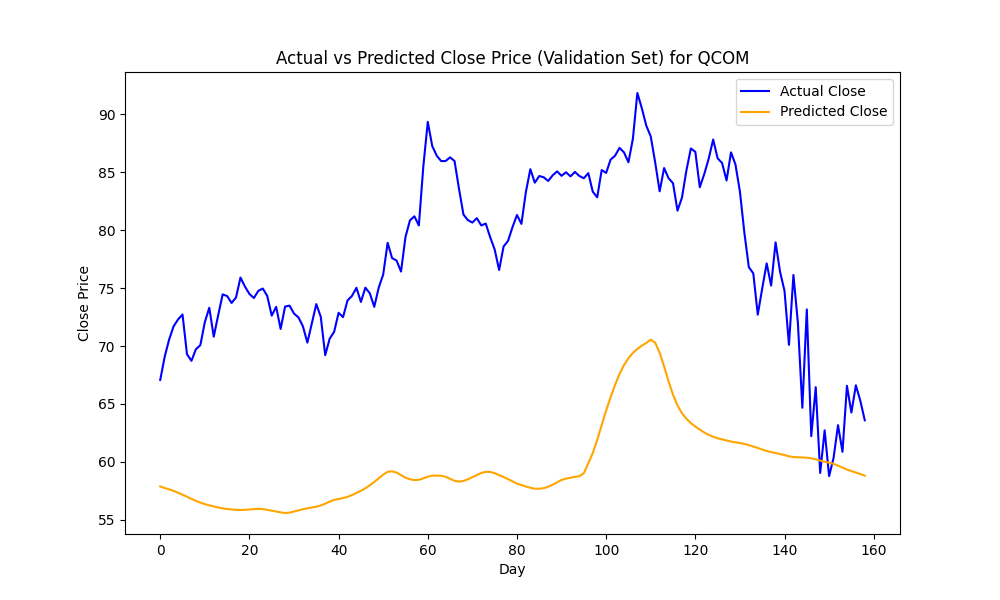 Actual vs Predicted Close Price (Validation Set) for QCOM
Actual Close
Predicted Close
Close Price
90
85
80
75
70
65
60
55
0 20 40 60 80 100 120 140 160
Day